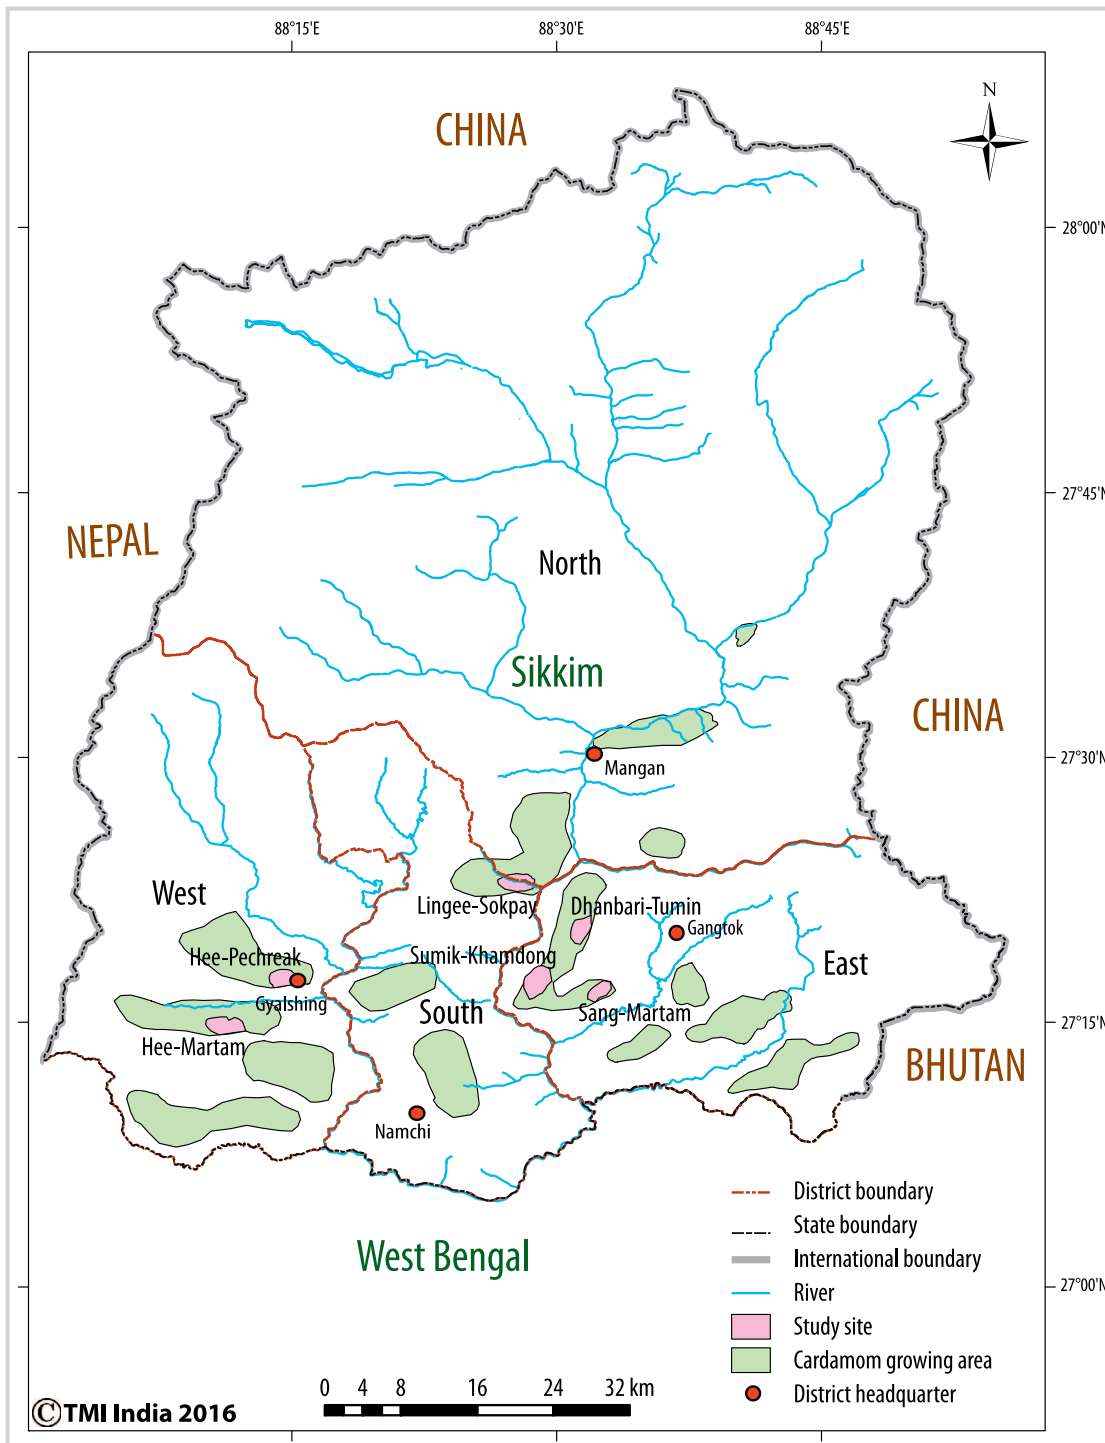 88°15'E
88°30'E
88°45'E
N
CHINA
28°00'N
27°45'N
NEPAL
North
Sikkim
CHINA
27°30'N
Mangan
West
Lingee-Sokpay
Dhanbari-Tumin
Gangtok
Hee-Pechreak
Sumik-Khamdong
East
Gyalshing
South
Sang-Martam
27°15'N
Hee-Martam
BHUTAN
Namchi
West Bengal
District boundary
State boundary
International boundary
27°00'N
River
Study site
Cardamom growing area
District headquarter
0 4 8 16 24 32 km
© TMI India 2016